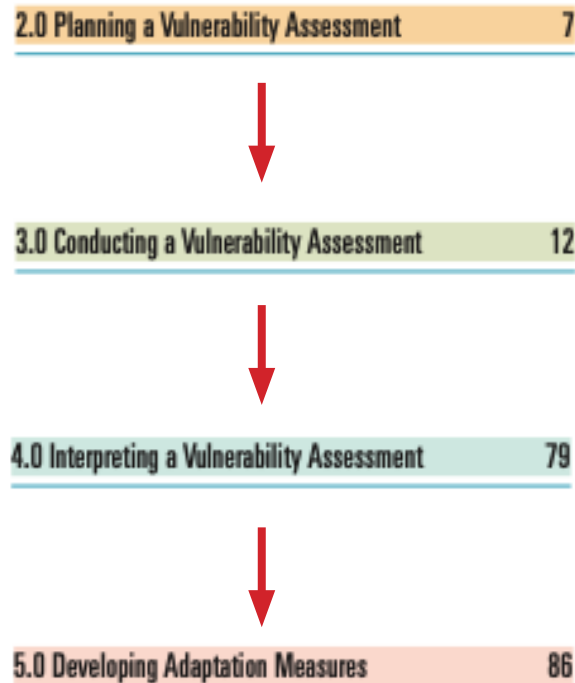 2.0 Planning a Vulnerability Assessment 7
3.0 Conducting a Vulnerability Assessment 12
4.0 Interpreting a Vulnerability Assessment 79
5.0 Developing Adaptation Measures 86